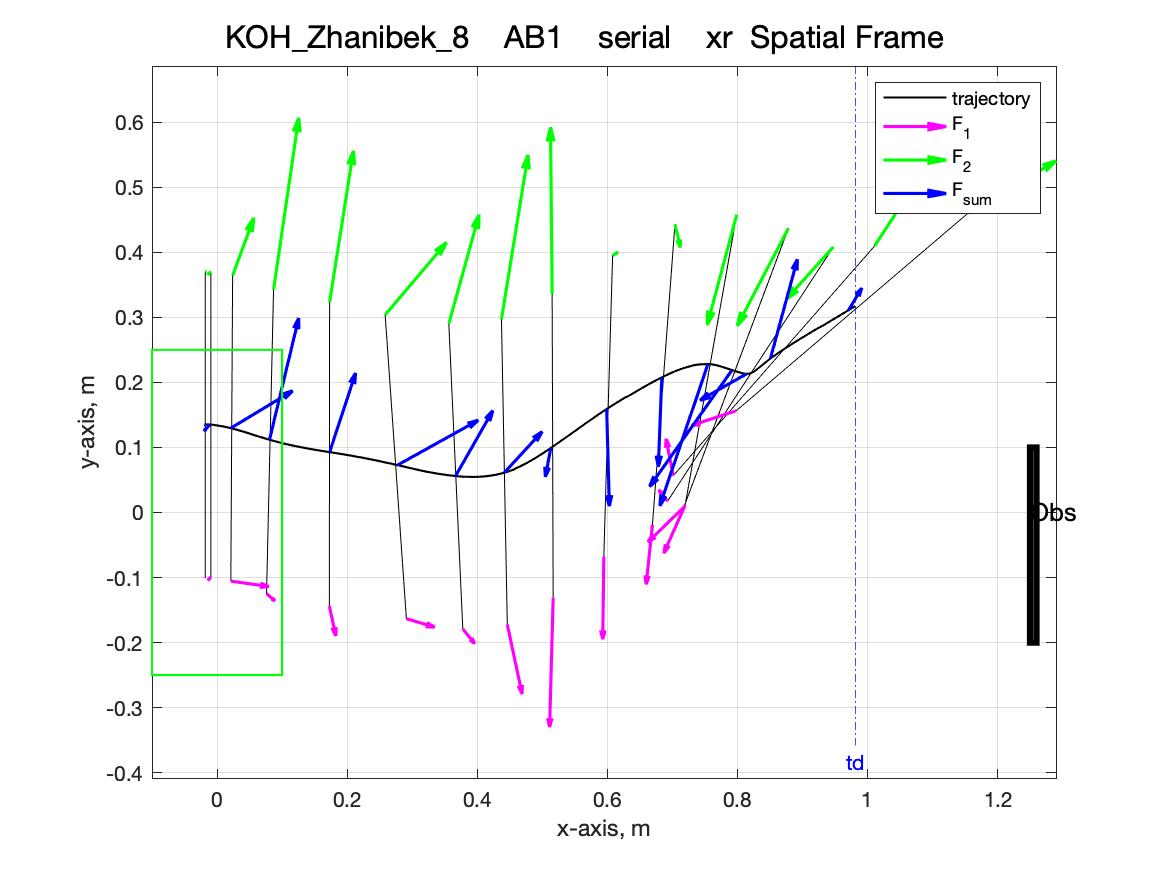 KOH_Zhanibek_8 AB1 serial xr Spatial Frame
trajectory
F1
F2
Fsum
0.6
0.5
0.4
0.3
0.2
0.1
0
-0.1
-0.2
-0.3
-0.4
y-axis, m
Obs
td
0 0.2 0.4 0.6 0.8 1 1.2
x-axis, m